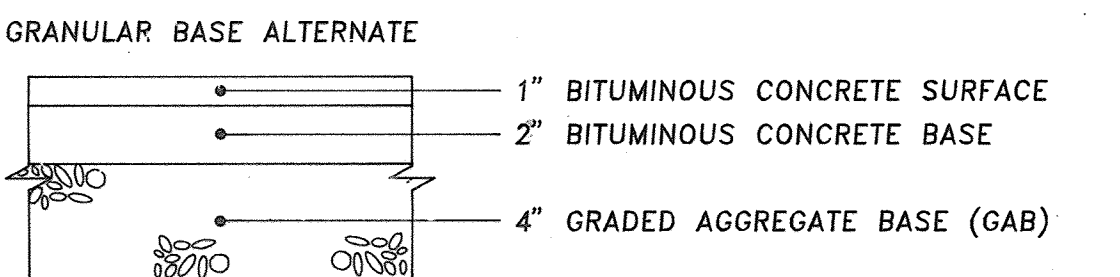 GRANULAR BASE ALTERNATE
1" BITUMINOUS CONCRETE SURFACE
2" BITUMINOUS CONCRETE BASE
4" GRADED AGGREGATE BASE (GAB)